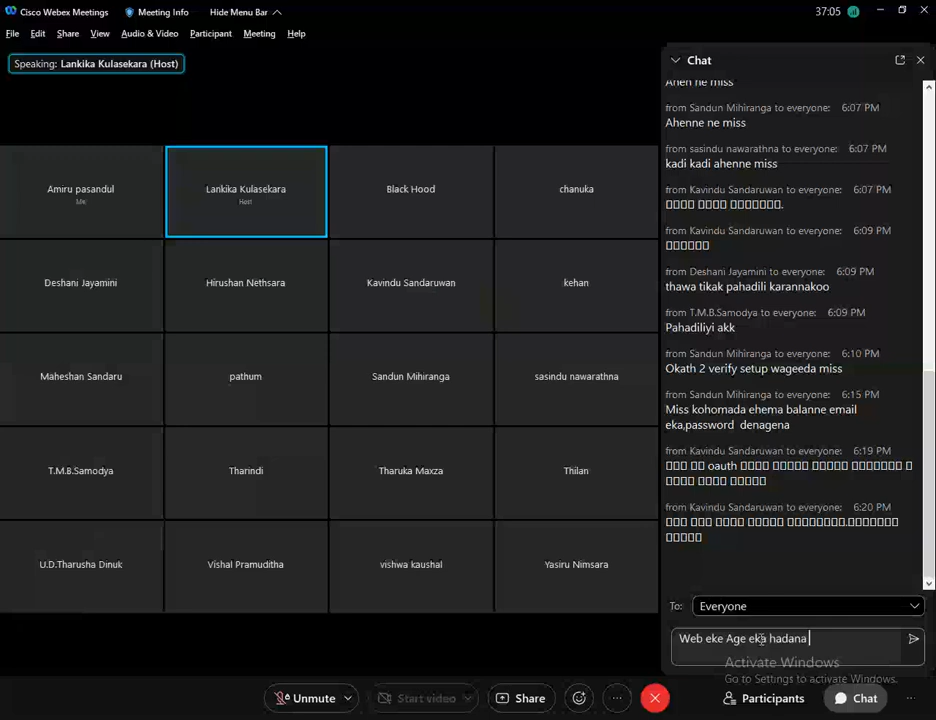 Cisco Webex Meetings Meeting Info Hide Menu Bar 37:05
File Edit Share View Audio & Video Participant Meeting Help
Speaking: Lankika Kulasekara (Host)
Amiru pasandul
Me
Lankika Kulasekara
Host
Black Hood
chanuka
Deshani Jayamini
Hirushan Nethsara
Kavindu Sandaruwan
kehan
Maheshan Sandaru
pathum
Sandun Mihiranga
sasindu nawarathna
T.M.B.Samodya
Tharindi
Tharuka Maxza
Thilan
U.D.Tharusha Dinuk
Vishal Pramuditha
vishwa kaushal
Yasiru Nimsara
Chat
Ahen ne miss
from Sandun Mihiranga to everyone: 6:07 PM
Ahenne ne miss
from sasindu nawarathna to everyone: 6:07 PM
kadi kadi ahenne miss
from Kavindu Sandaruwan to everyone: 6:07 PM
from Kavindu Sandaruwan to everyone: 6:09 PM
from Deshani Jayamini to everyone: 6:09 PM
thawa tikak pahadili karannakoo
from T.M.B.Samodya to everyone: 6:09 PM
Pahadiliyi akk
from Sandun Mihiranga to everyone: 6:10 PM
Okath 2 verify setup wageeda miss
from Sandun Mihiranga to everyone: 6:15 PM
Miss kohomada ehema balanne email
eka,password denagena
from Kavindu Sandaruwan to everyone: 6:19 PM
oauth
from Kavindu Sandaruwan to everyone: 6:20 PM
To: Everyone
Web eke Age eka hadana
Activate Windows
Go to Settings to activate Windows.
Unmute Start video Share Participants Chat